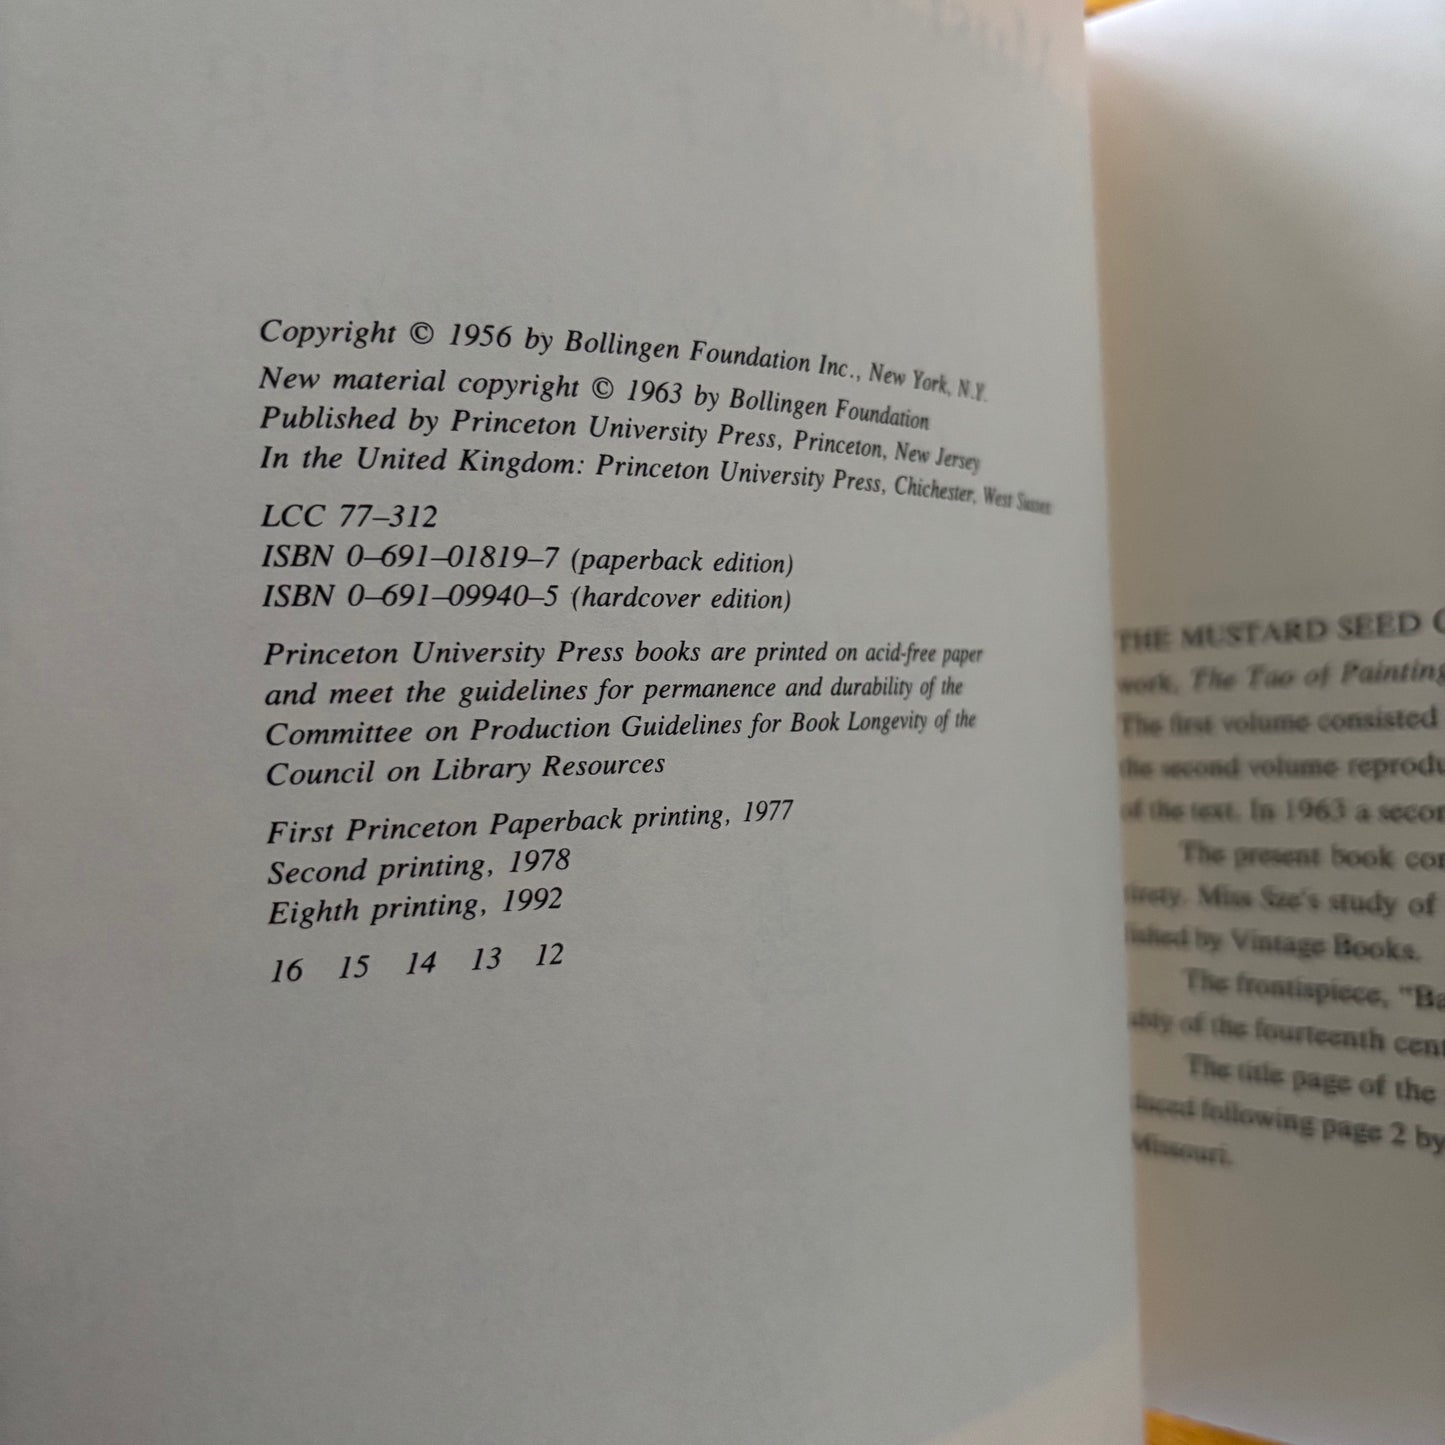 Copyright © 1956 by Bollingen Foundation Inc., New York, N.Y.
New material copyright © 1963 by Bollingen Foundation
Published by Princeton University Press, Princeton, New Jersey
In the United Kingdom: Princeton University Press, Chichester, West Sussex
LCC 77–312
ISBN 0–691–01819–7 (paperback edition)
ISBN 0–691–09940–5 (hardcover edition)
Princeton University Press books are printed on acid-free paper
and meet the guidelines for permanence and durability of the
Committee on Production Guidelines for Book Longevity of the
Council on Library Resources
First Princeton Paperback printing, 1977
Second printing, 1978
Eighth printing, 1992
16 15 14 13 12
THE MUSTARD SEED
work, The Tao of Painting
The first volume consisted
the second volume
of the text. In 1963 a
The present book
Miss Sze's study of
by Vintage Books.
The frontispiece,
of the fourteenth
The title page of the
following page 2 by
Missouri.